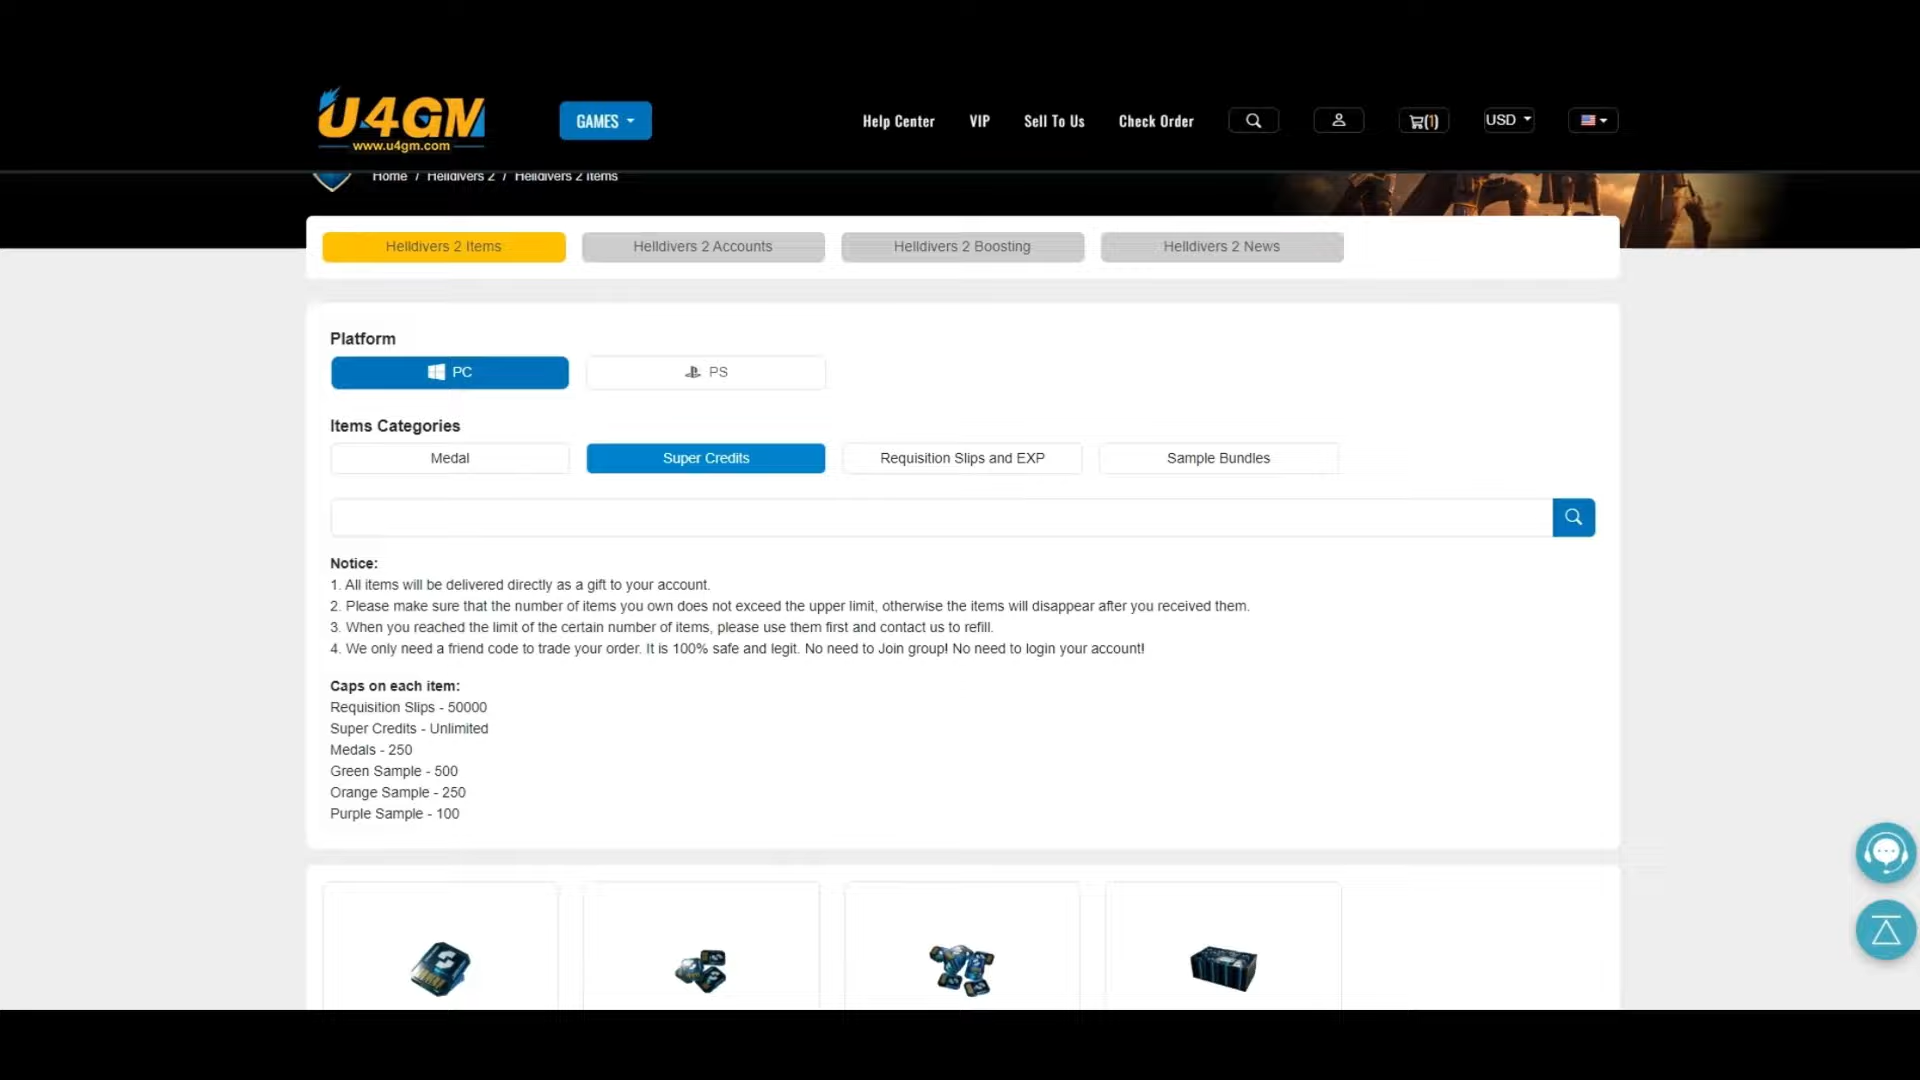 U4GM
www.u4gm.com
GAMES
Help Center
VIP
Sell To Us
Check Order
(1)
USD
Home / Helldivers 2 / Helldivers 2 Items
Helldivers 2 Items
Helldivers 2 Accounts
Helldivers 2 Boosting
Helldivers 2 News
Platform
PC
PS
Items Categories
Medal
Super Credits
Requisition Slips and EXP
Sample Bundles
Notice:
1. All items will be delivered directly as a gift to your account.
2. Please make sure that the number of items you own does not exceed the upper limit, otherwise the items will disappear after you received them.
3. When you reached the limit of the certain number of items, please use them first and contact us to refill.
4. We only need a friend code to trade your order. It is 100% safe and legit. No need to Join group! No need to login your account!
Caps on each item:
Requisition Slips - 50000
Super Credits - Unlimited
Medals - 250
Green Sample - 500
Orange Sample - 250
Purple Sample - 100